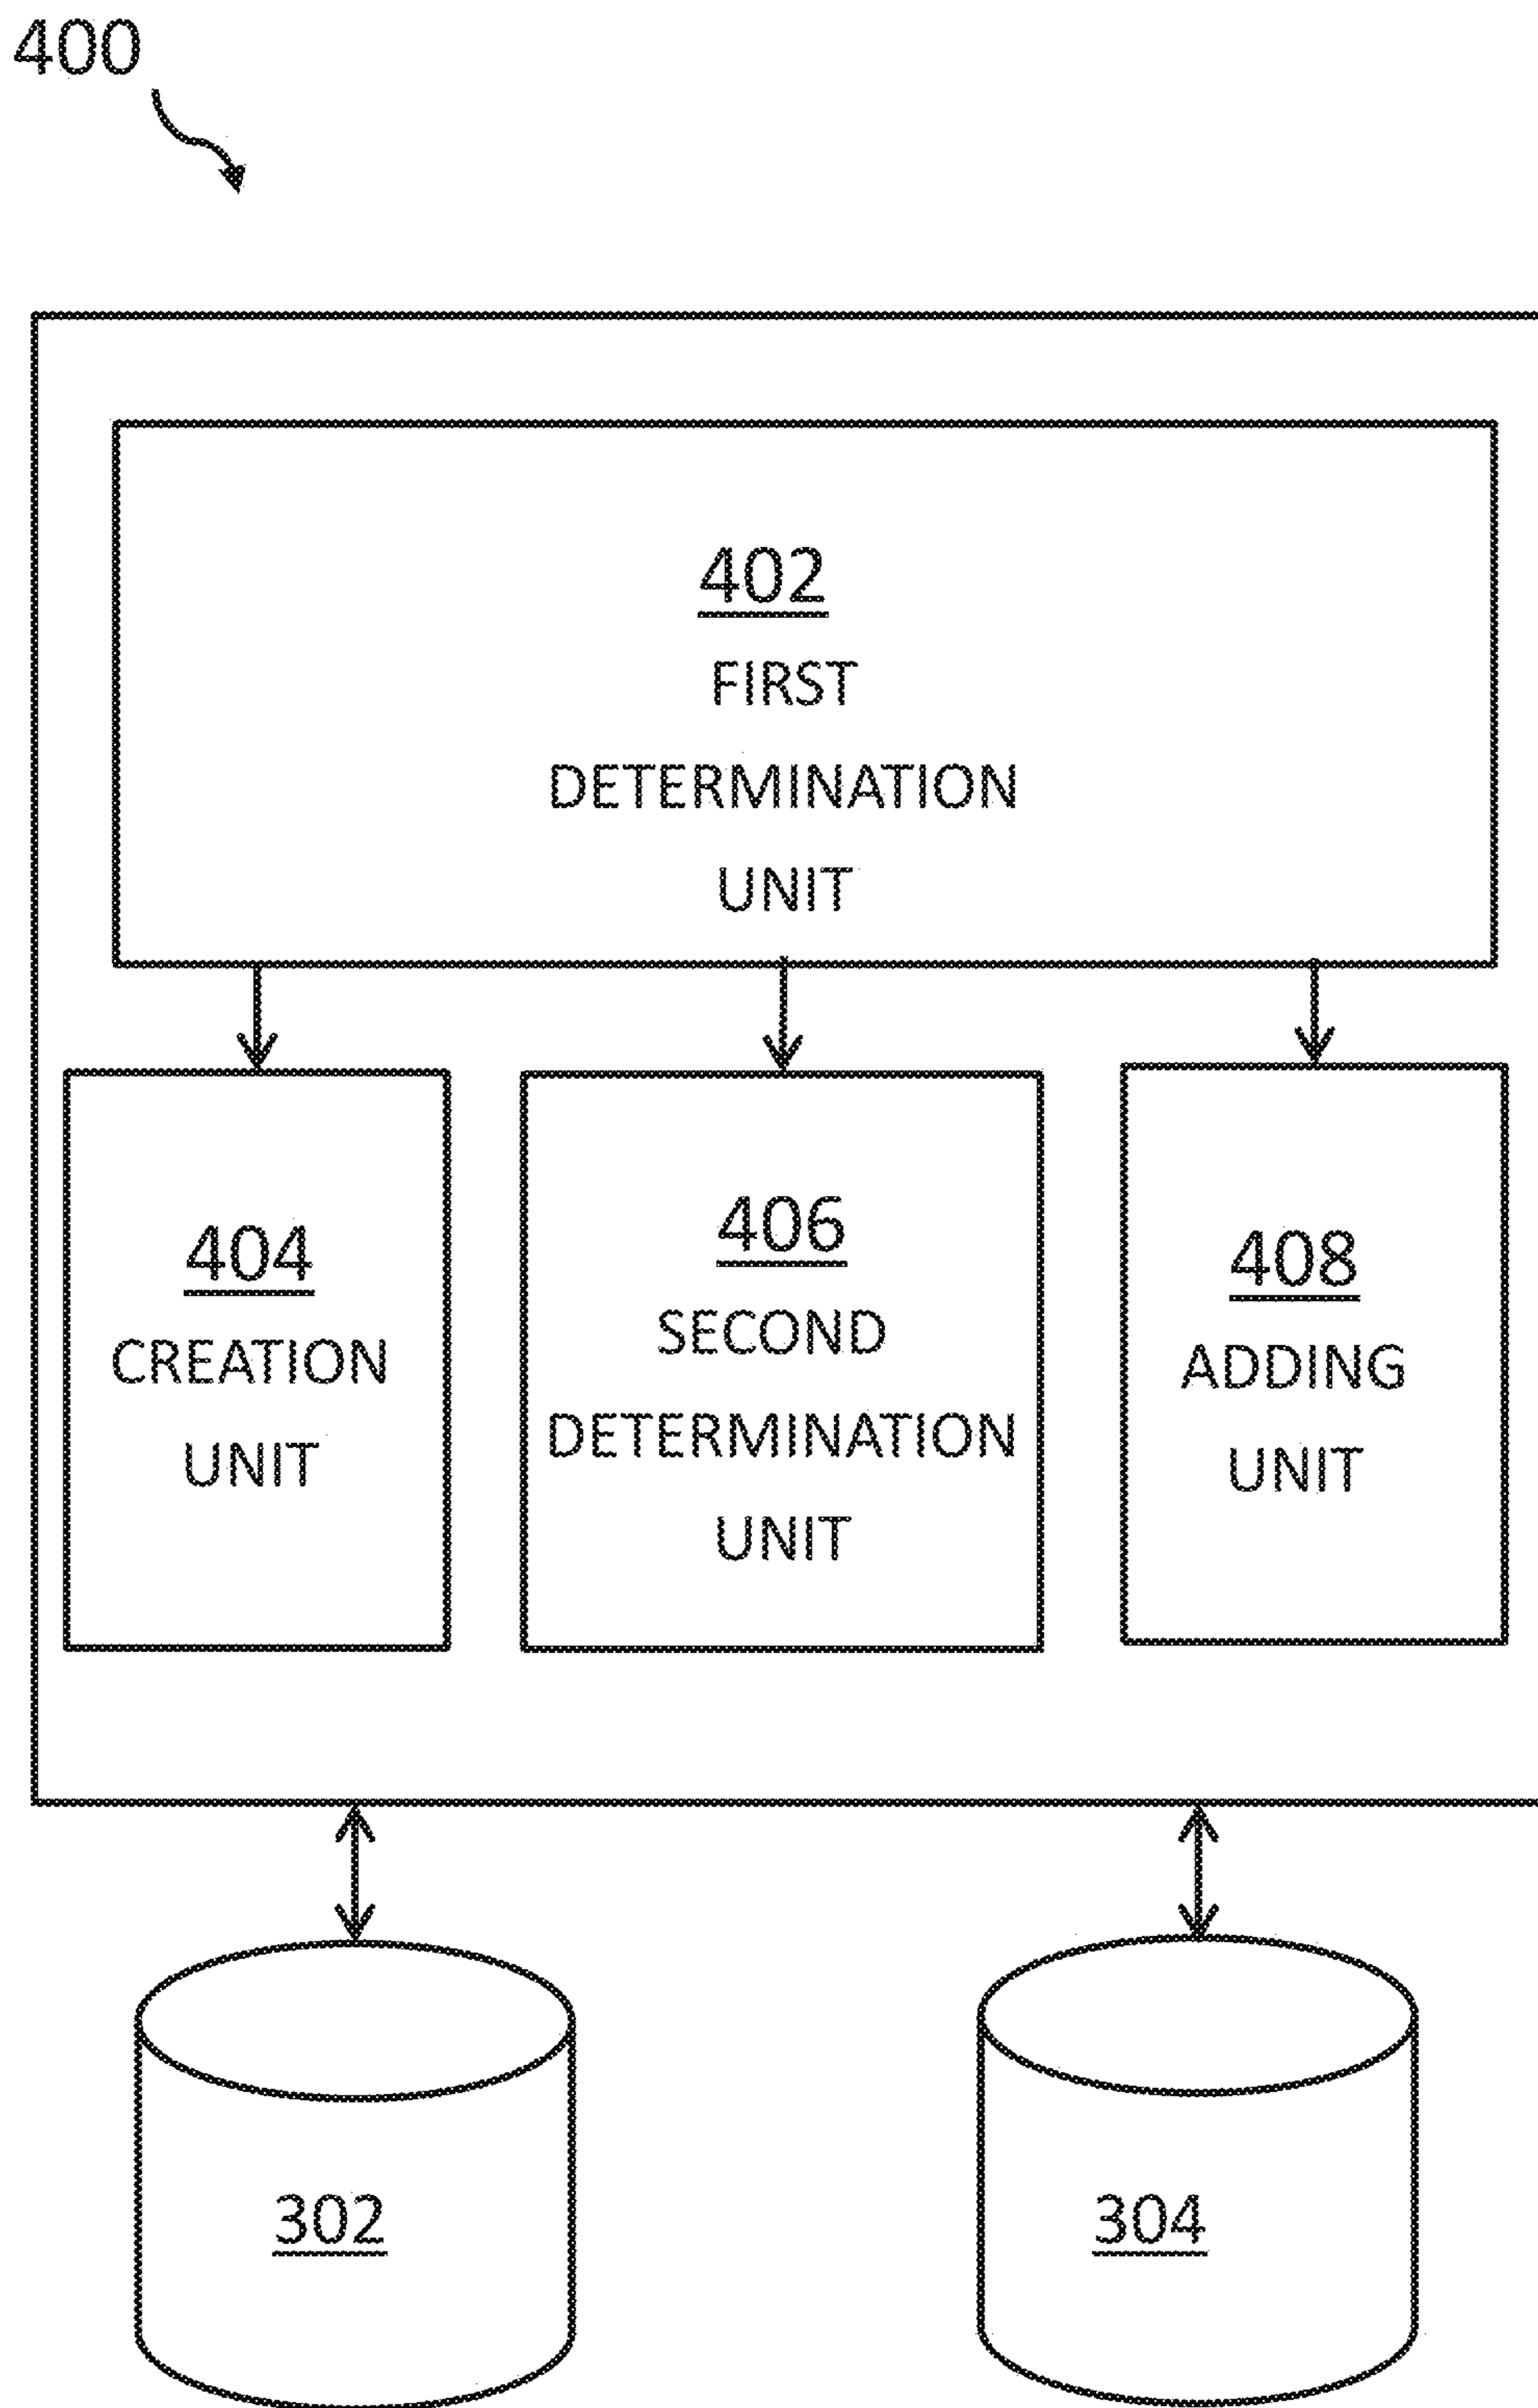 400
402
FIRST
DETERMINATION
UNIT
404
CREATION
UNIT
406
SECOND
DETERMINATION
UNIT
408
ADDING
UNIT
302
304